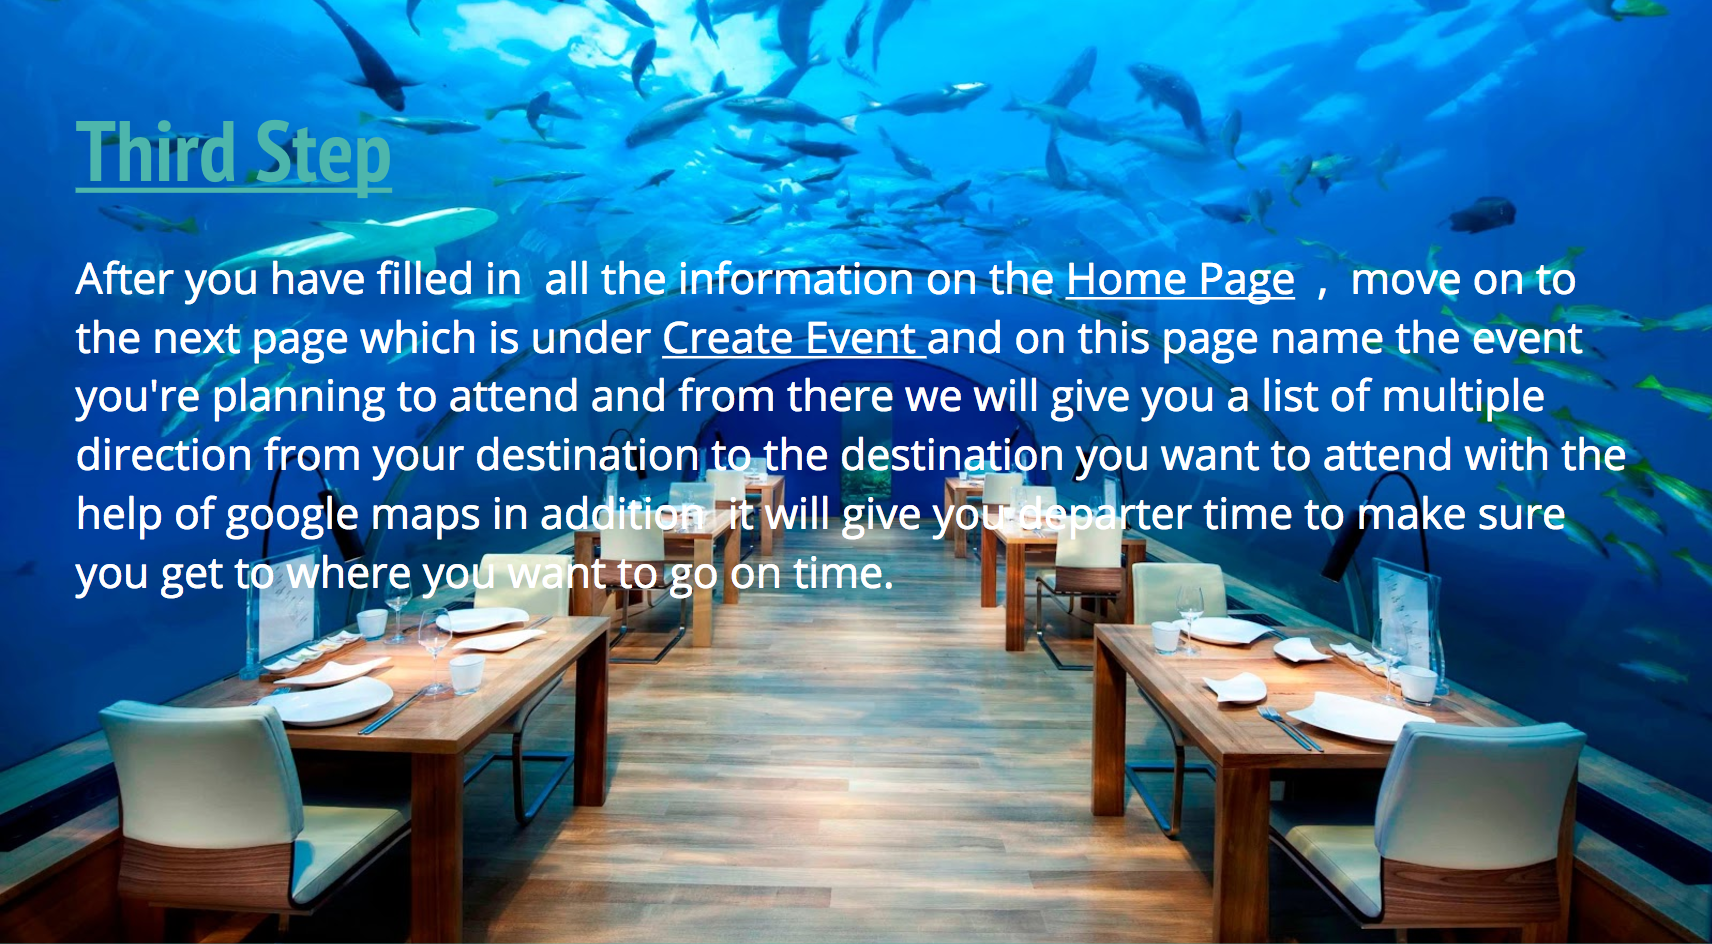 Third Step
After you have filled in  all the information on the Home Page  ,  move on to
the next page which is under Create Event and on this page name the event
you're planning to attend and from there we will give you a list of multiple
direction from your destination to the destination you want to attend with the
help of google maps in addition  it will give you departer time to make sure
you get to where you want to go on time.